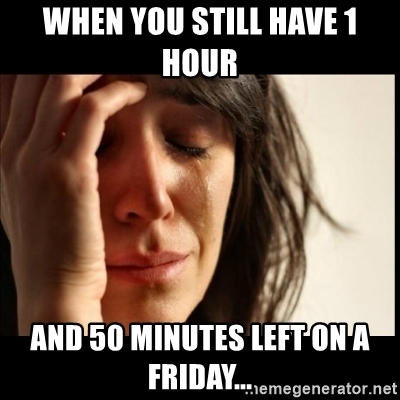 WHEN YOU STILL HAVE 1
HOUR
AND 50 MINUTES LEFT ON A
FRIDAY...
memegenerator.net